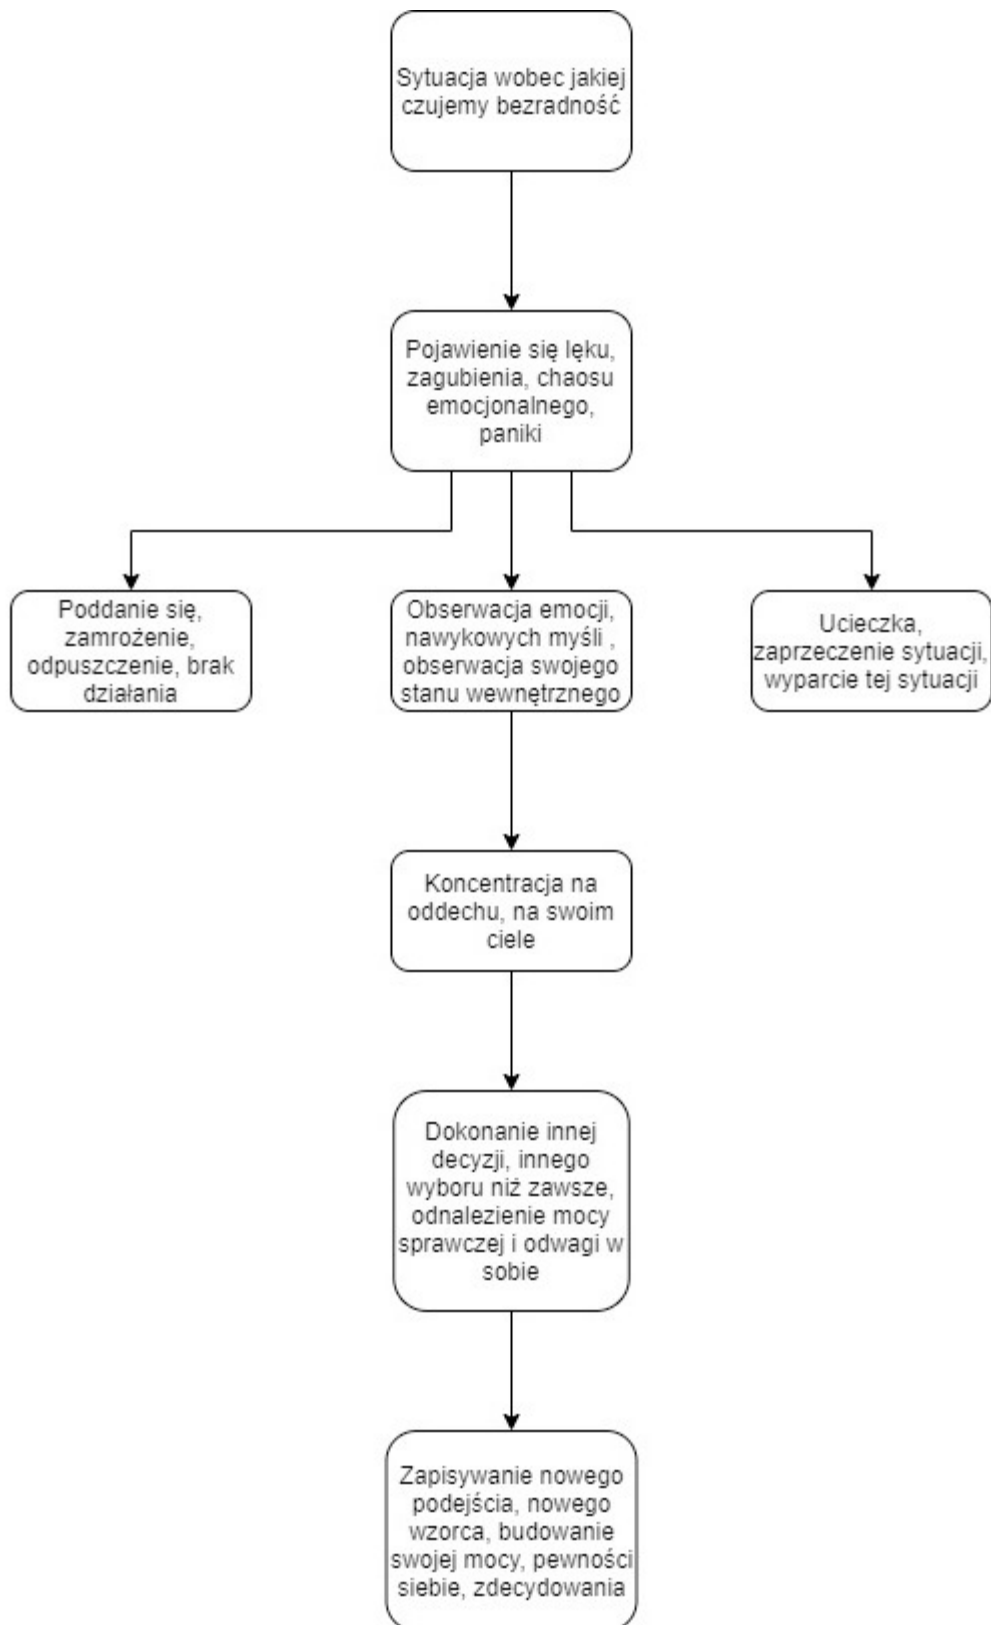 Sytuacja wobec jakiej
czujemy bezradność
Pojawienie się lęku,
zagubienia, chaosu
emocjonalnego,
paniki
Poddanie się,
zamrożenie,
odpuszczenie, brak
działania
Obserwacja emocji,
nawykowych myśli ,
obserwacja swojego
stanu wewnętrznego
Ucieczka,
zaprzeczenie sytuacji,
wyparcie tej sytuacji
Koncentracja na
oddechu, na swoim
ciele
Dokonanie innej
decyzji, innego
wyboru niż zawsze,
odnalezienie mocy
sprawczej i odwagi w
sobie
Zapisywanie nowego
podejścia, nowego
wzorca, budowanie
swojej mocy, pewności
siebie, zdecydowania